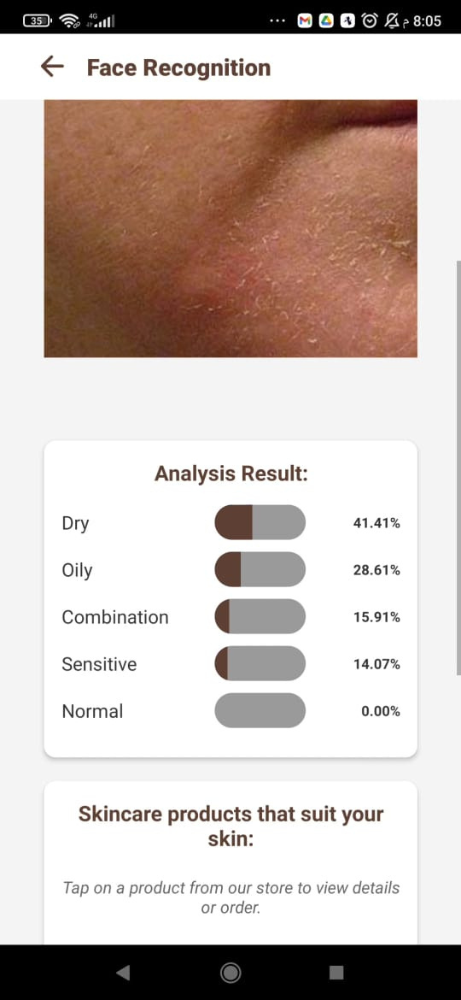 35
4G
... 8:05 م
Face Recognition
Analysis Result:
Dry 41.41%
Oily 28.61%
Combination 15.91%
Sensitive 14.07%
Normal 0.00%
Skincare products that suit your
skin:
Tap on a product from our store to view details
or order.